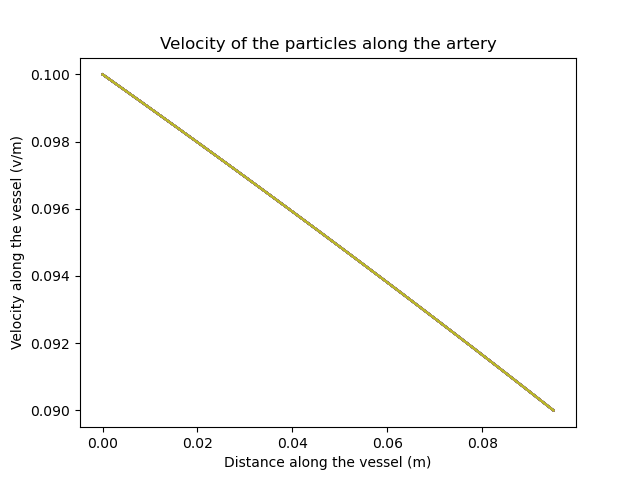 Velocity of the particles along the artery
0.100
0.098
0.096
0.094
0.092
0.090
Velocity along the vessel (v/m)
0.00 0.02 0.04 0.06 0.08
Distance along the vessel (m)